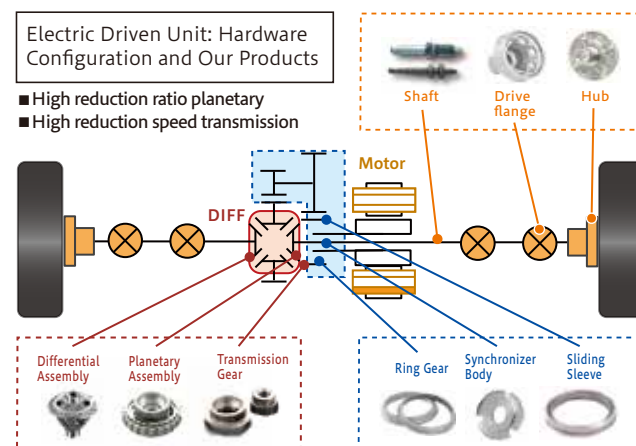 Electric Driven Unit: Hardware
Configuration and Our Products
■ High reduction ratio planetary
■ High reduction speed transmission
Shaft
Drive
flange
Hub
Motor
DIFF
Differential
Assembly
Planetary
Assembly
Transmission
Gear
Ring Gear
Synchronizer
Body
Sliding
Sleeve